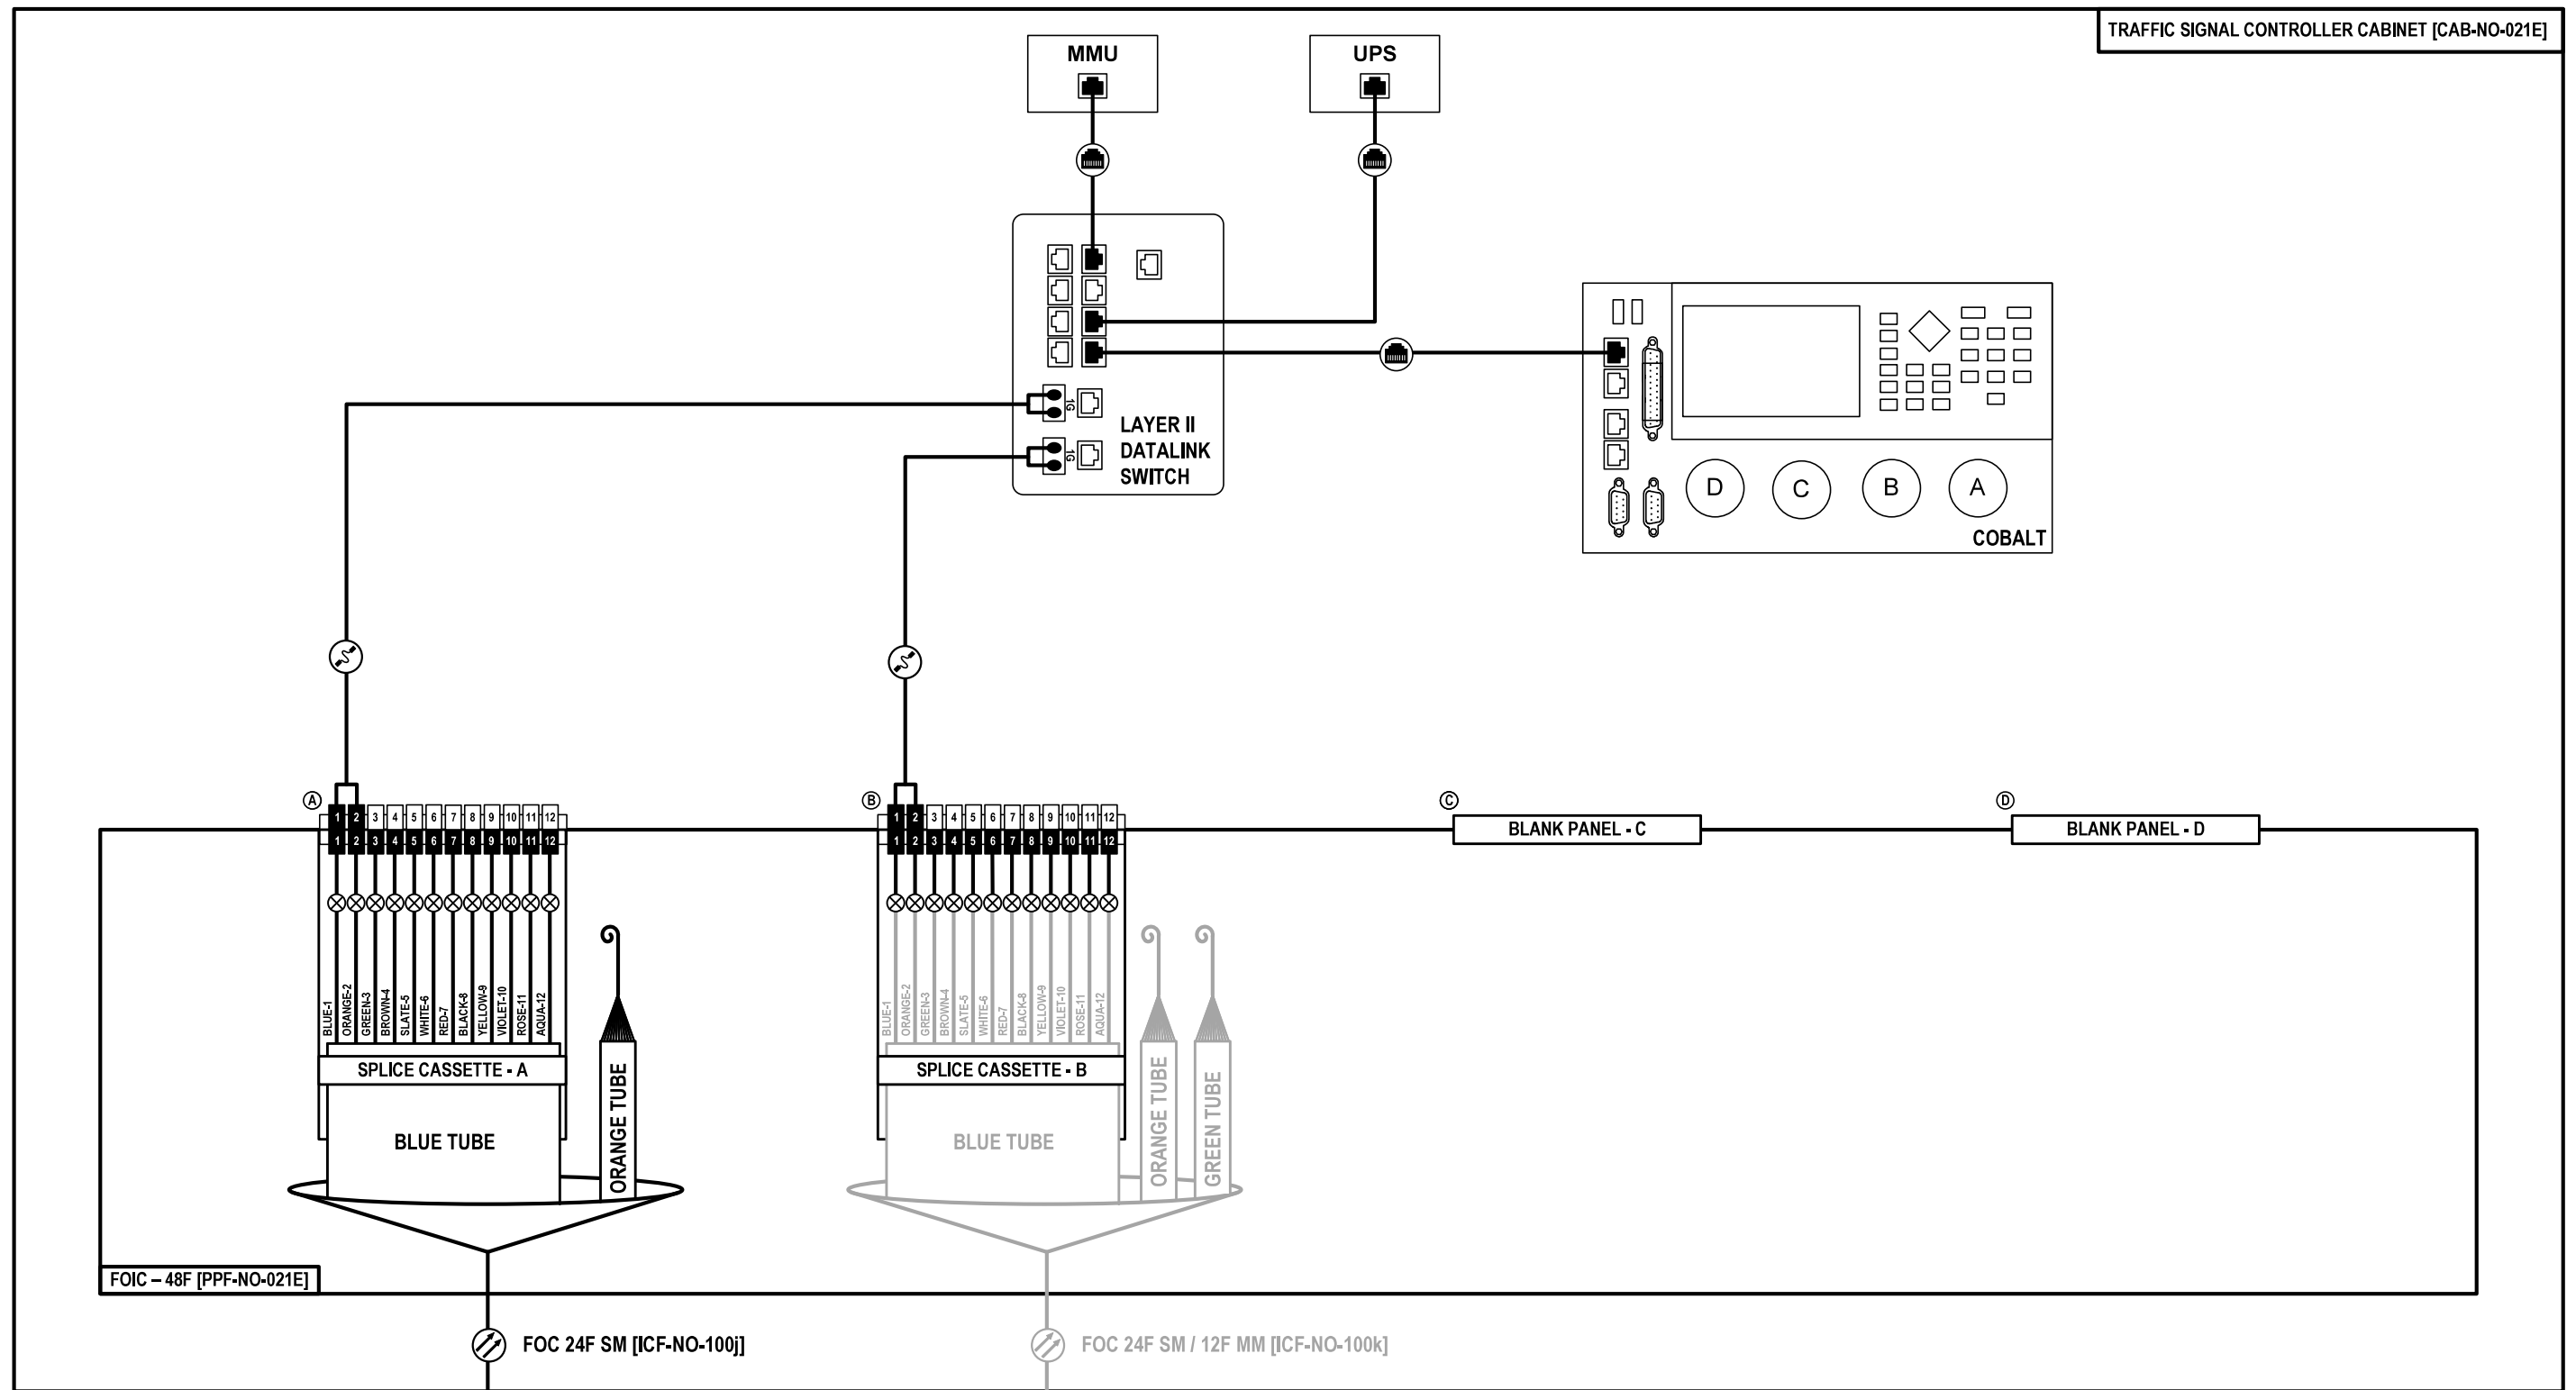 TRAFFIC SIGNAL CONTROLLER CABINET [CAB-NO-021E]
MMU
UPS
1G
1G
LAYER II
DATALINK
SWITCH
D C B A
COBALT
A
1 2 3 4 5 6 7 8 9 10 11 12
1 2 3 4 5 6 7 8 9 10 11 12
B
1 2 3 4 5 6 7 8 9 10 11 12
1 2 3 4 5 6 7 8 9 10 11 12
C
BLANK PANEL - C
D
BLANK PANEL - D
BLUE-1
ORANGE-2
GREEN-3
BROWN-4
SLATE-5
WHITE-6
RED-7
BLACK-8
YELLOW-9
VIOLET-10
ROSE-11
AQUA-12
SPLICE CASSETTE - A
BLUE TUBE
ORANGE TUBE
BLUE-1
ORANGE-2
GREEN-3
BROWN-4
SLATE-5
WHITE-6
RED-7
BLACK-8
YELLOW-9
VIOLET-10
ROSE-11
AQUA-12
SPLICE CASSETTE - B
BLUE TUBE
ORANGE TUBE
GREEN TUBE
FOIC – 48F [PPF-NO-021E]
FOC 24F SM [ICF-NO-100j]
FOC 24F SM / 12F MM [ICF-NO-100k]